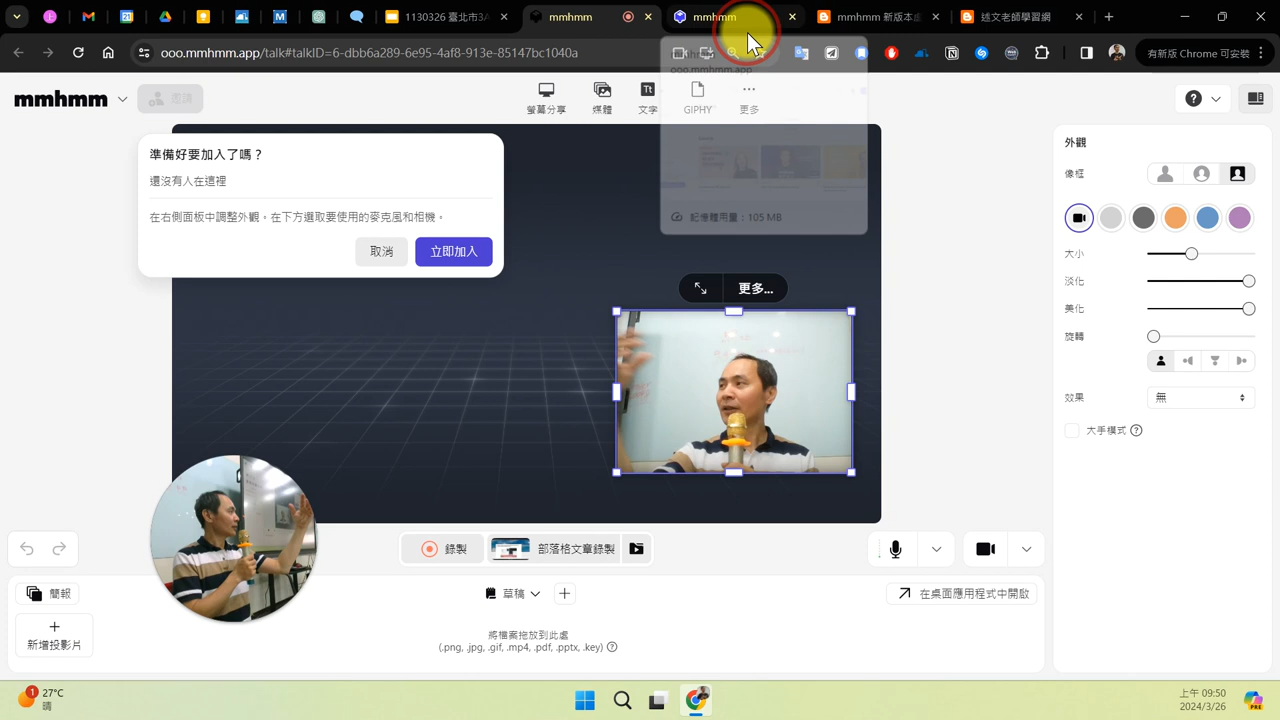 1130326 臺北市3A
mmhmm
mmhmm
mmhmm 新版本虛
述文老師學習網
ooo.mmhmm.app/talk#talkID=6-dbb6a289-6e95-4af8-913e-85147bc1040a
有新版 Chrome 可安裝
ooo.mmhmm.app
mmhmm
邀請
螢幕分享
媒體
Tt
文字
GIPHY
更多
準備好要加入了嗎？
還沒有人在這裡
在右側面板中調整外觀。在下方選取要使用的麥克風和相機。
取消
立即加入
記憶體用量：105 MB
更多...
外觀
像框
大小
淡化
美化
旋轉
效果
無
大手模式
錄製
部落格文章錄製
簡報
草稿
在桌面應用程式中開啟
新增投影片
將檔案拖放到此處
(.png, .jpg, .gif, .mp4, .pdf, .pptx, .key)
1
27°C
晴
上午 09:50
2024/3/26
PRE